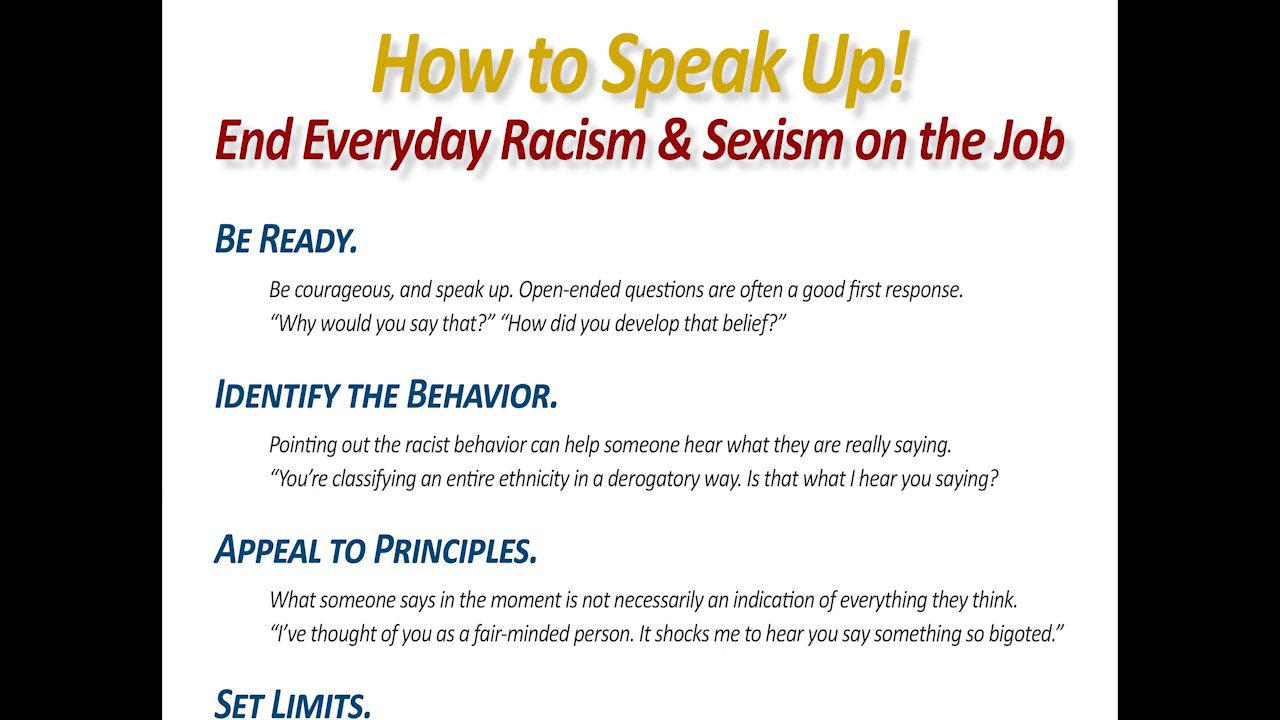 How to Speak Up!
End Everyday Racism & Sexism on the Job
BE READY.
Be courageous, and speak up. Open-ended questions are often a good first response.
“Why would you say that?” “How did you develop that belief?”
IDENTIFY THE BEHAVIOR.
Pointing out the racist behavior can help someone hear what they are really saying.
“You’re classifying an entire ethnicity in a derogatory way. Is that what I hear you saying?
APPEAL TO PRINCIPLES.
What someone says in the moment is not necessarily an indication of everything they think.
“I’ve thought of you as a fair-minded person. It shocks me to hear you say something so bigoted.”
SET LIMITS.